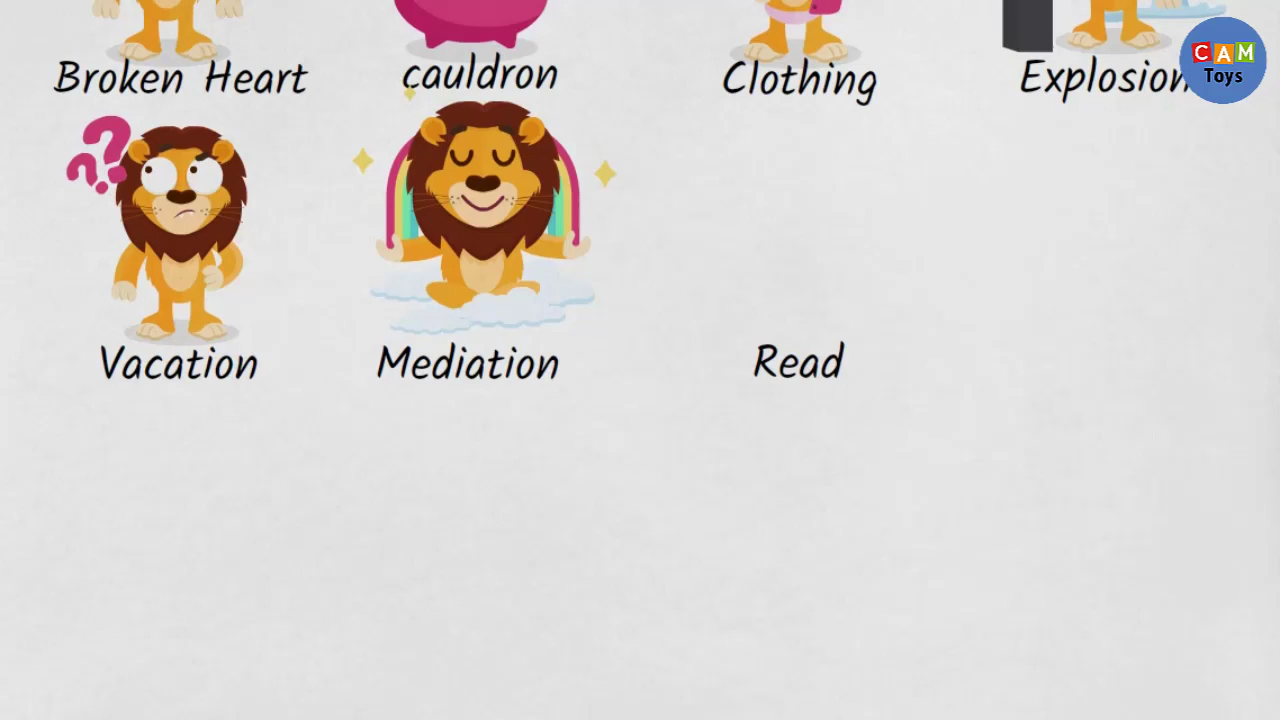 Broken Heart
cauldron
Clothing
Explosion
CAM
Toys
Vacation
Mediation
Read